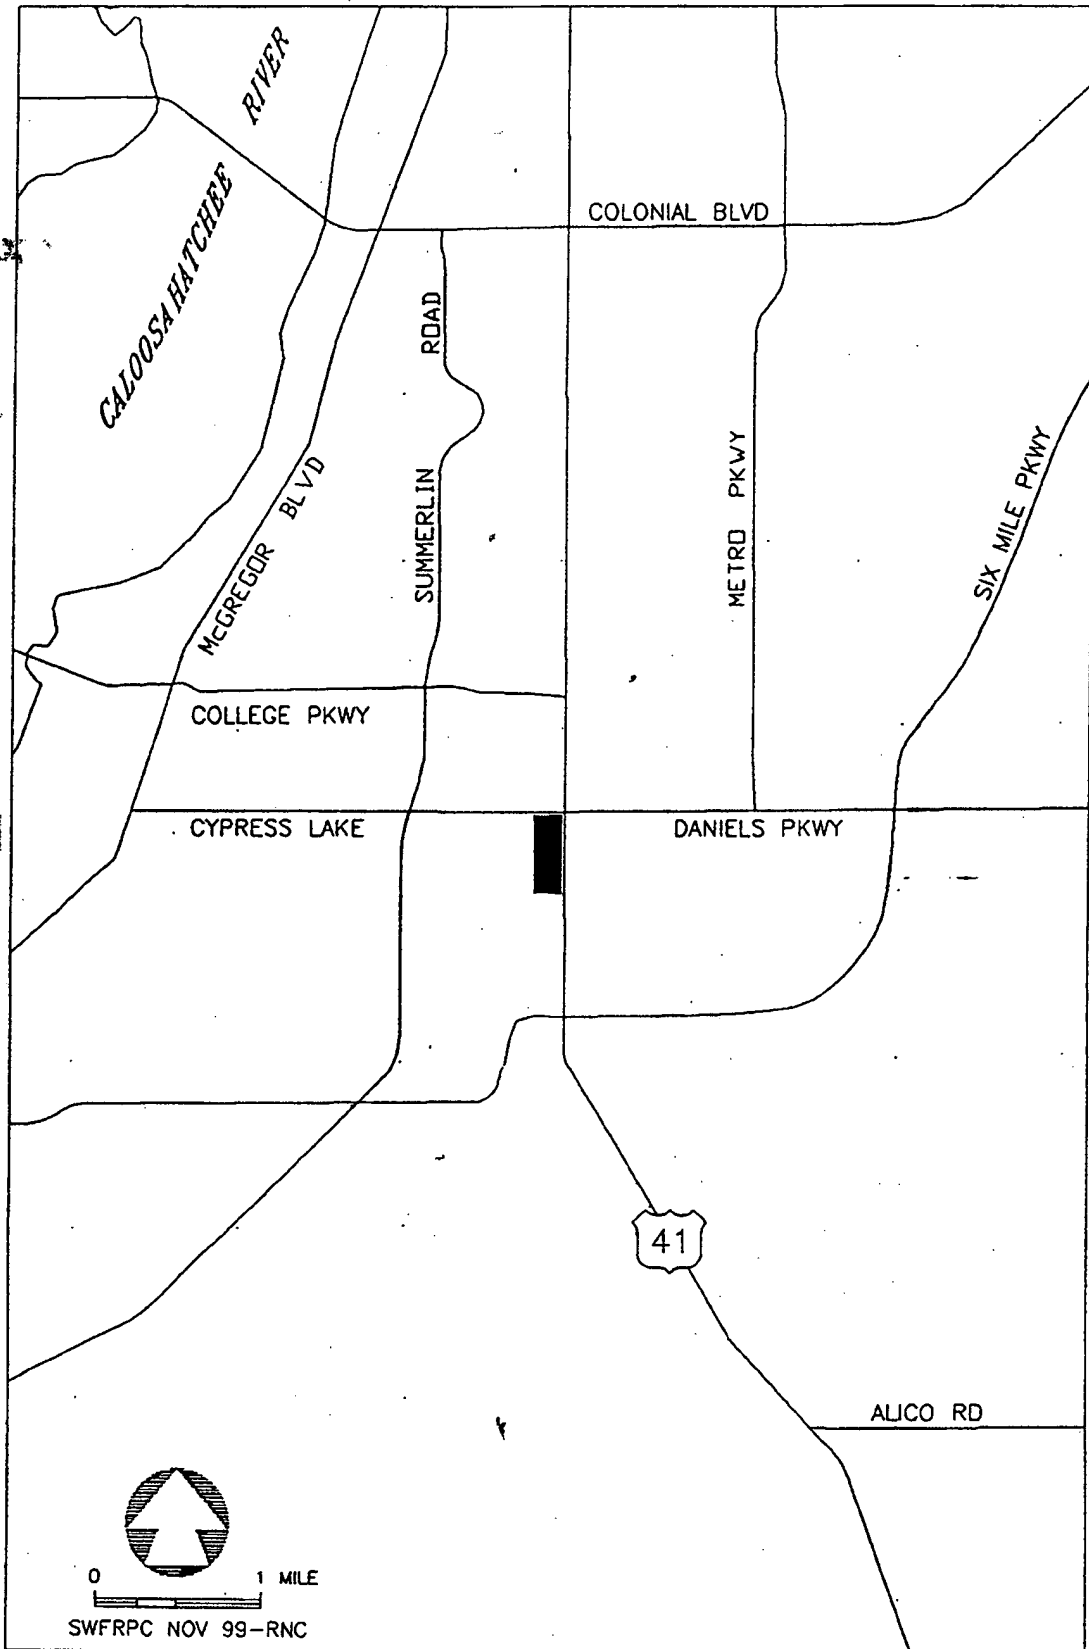 RIVER
CALOOSAHATCHEE
COLONIAL BLVD
ROAD
SUMMERLIN
McGREGOR BLVD
METRO PKWY
SIX MILE PKWY
COLLEGE PKWY
CYPRESS LAKE
DANIELS PKWY
41
ALICO RD
0 1 MILE
SWFRPC NOV 99-RNC